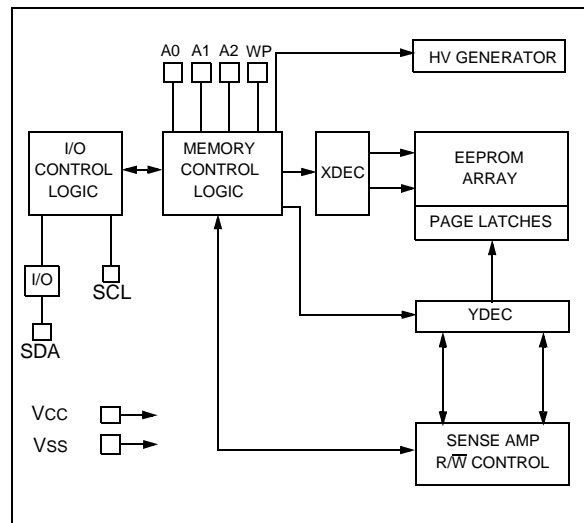 A0 A1 A2 WP
HV GENERATOR
I/O
CONTROL
LOGIC
MEMORY
CONTROL
LOGIC
XDEC
EEPROM
ARRAY
PAGE LATCHES
I/O
SCL
SDA
YDEC
VCC
VSS
SENSE AMP
R/W̅ CONTROL